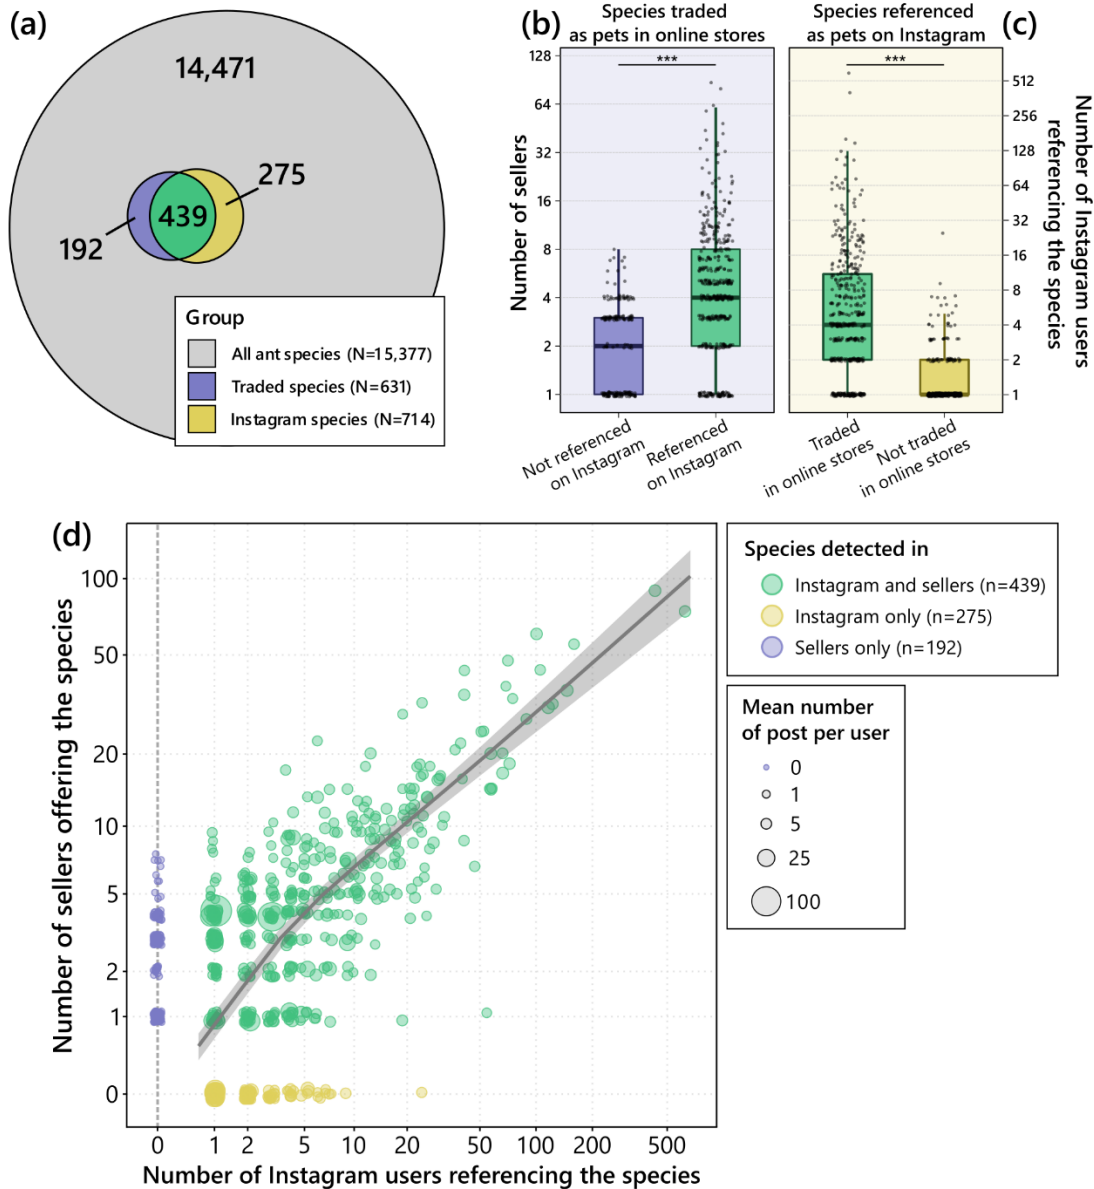 (a)
14,471
275
439
192
Group
All ant species (N=15,377)
Traded species (N=631)
Instagram species (N=714)
(b)
Species traded
as pets in online stores
Number of sellers
128
64
32
16
8
4
2
1
***
Not referenced
on Instagram
Referenced
on Instagram
Species referenced
as pets on Instagram
(c)
***
512
256
128
64
32
16
8
4
2
1
Number of Instagram users
referencing the species
Traded
in online stores
Not traded
in online stores
(d)
Number of sellers offering the species
100
50
20
10
5
2
1
0
0 1 2 5 10 20 50 100 200 500
Number of Instagram users referencing the species
Species detected in
Instagram and sellers (n=439)
Instagram only (n=275)
Sellers only (n=192)
Mean number
of post per user
0
1
5
25
100